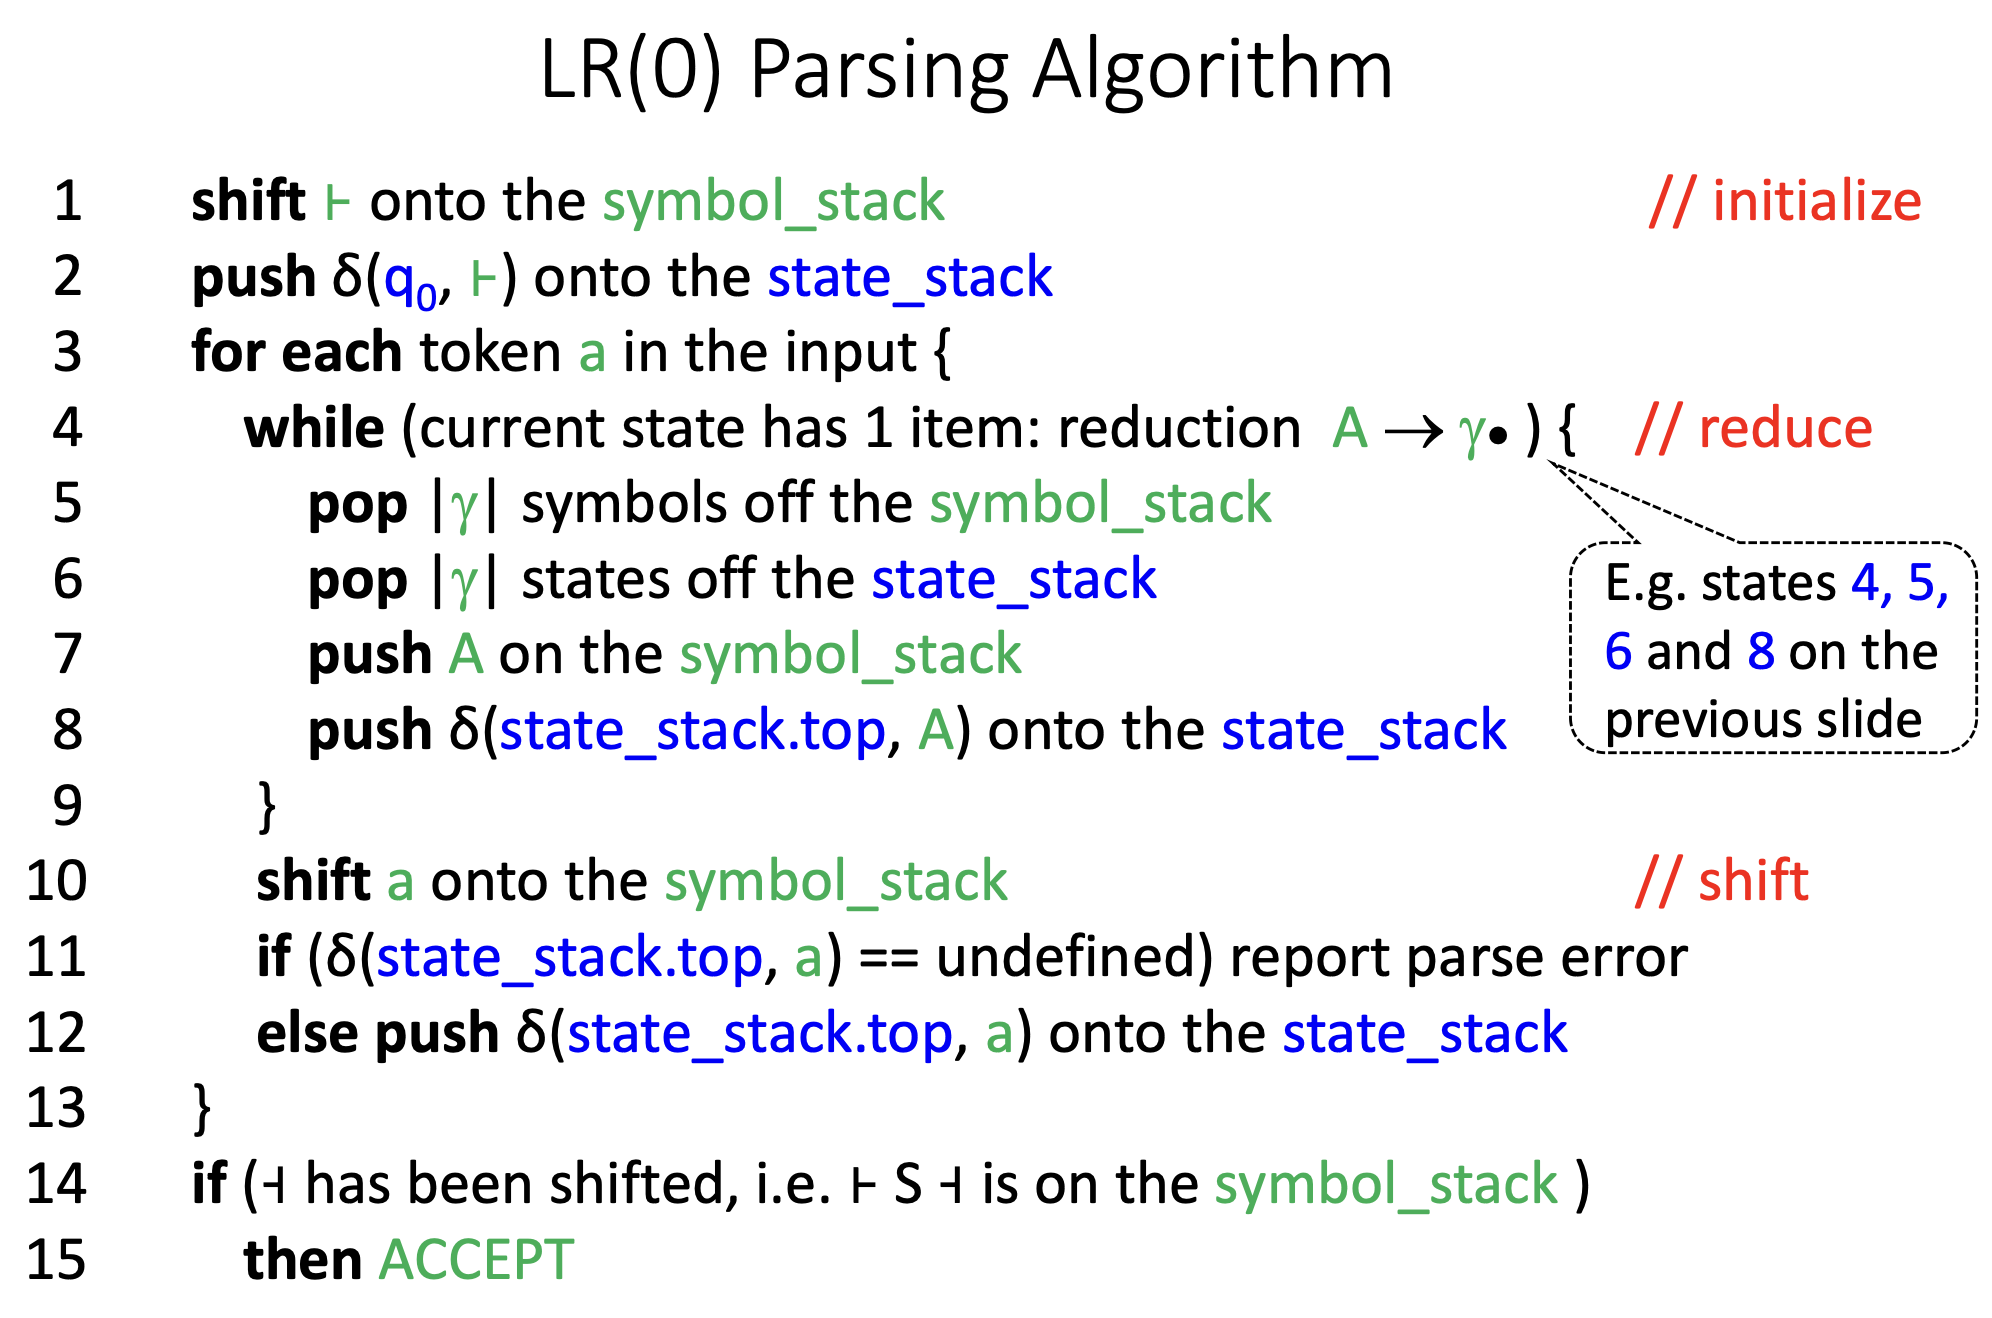 LR(0) Parsing Algorithm
1 shift ⊢ onto the symbol_stack // initialize
2 push δ(q₀, ⊢) onto the state_stack
3 for each token a in the input {
4 while (current state has 1 item: reduction A → γ• ) { // reduce
5 pop |γ| symbols off the symbol_stack
6 pop |γ| states off the state_stack
7 push A on the symbol_stack
8 push δ(state_stack.top, A) onto the state_stack
9 }
10 shift a onto the symbol_stack // shift
11 if (δ(state_stack.top, a) == undefined) report parse error
12 else push δ(state_stack.top, a) onto the state_stack
13 }
14 if (⊣ has been shifted, i.e. ⊢ S ⊣ is on the symbol_stack )
15 then ACCEPT
E.g. states 4, 5,
6 and 8 on the
previous slide